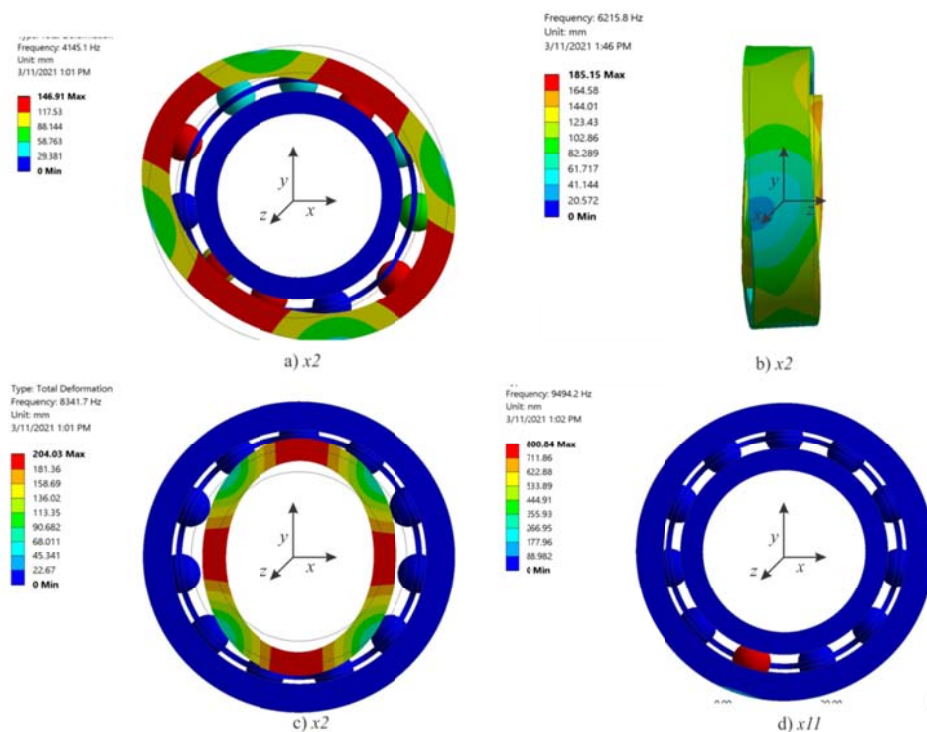 Frequency: 4145.1 Hz
Unit: mm
3/11/2021 1:01 PM
146.91 Max
117.53
88.144
58.763
29.381
0 Min
y
z
x
a) x2
Frequency: 6215.8 Hz
Unit: mm
3/11/2021 1:46 PM
185.15 Max
164.58
144.01
123.43
102.86
82.289
61.717
41.144
20.572
0 Min
y
x
z
b) x2
Type: Total Deformation
Frequency: 8341.7 Hz
Unit: mm
3/11/2021 1:01 PM
204.03 Max
181.36
158.69
136.02
113.35
90.682
68.011
45.341
22.67
0 Min
y
z
x
c) x2
Frequency: 9494.2 Hz
Unit: mm
3/11/2021 1:02 PM
Max
711.86
622.88
533.89
444.91
355.93
266.95
177.96
88.982
0 Min
y
z
x
d) x11